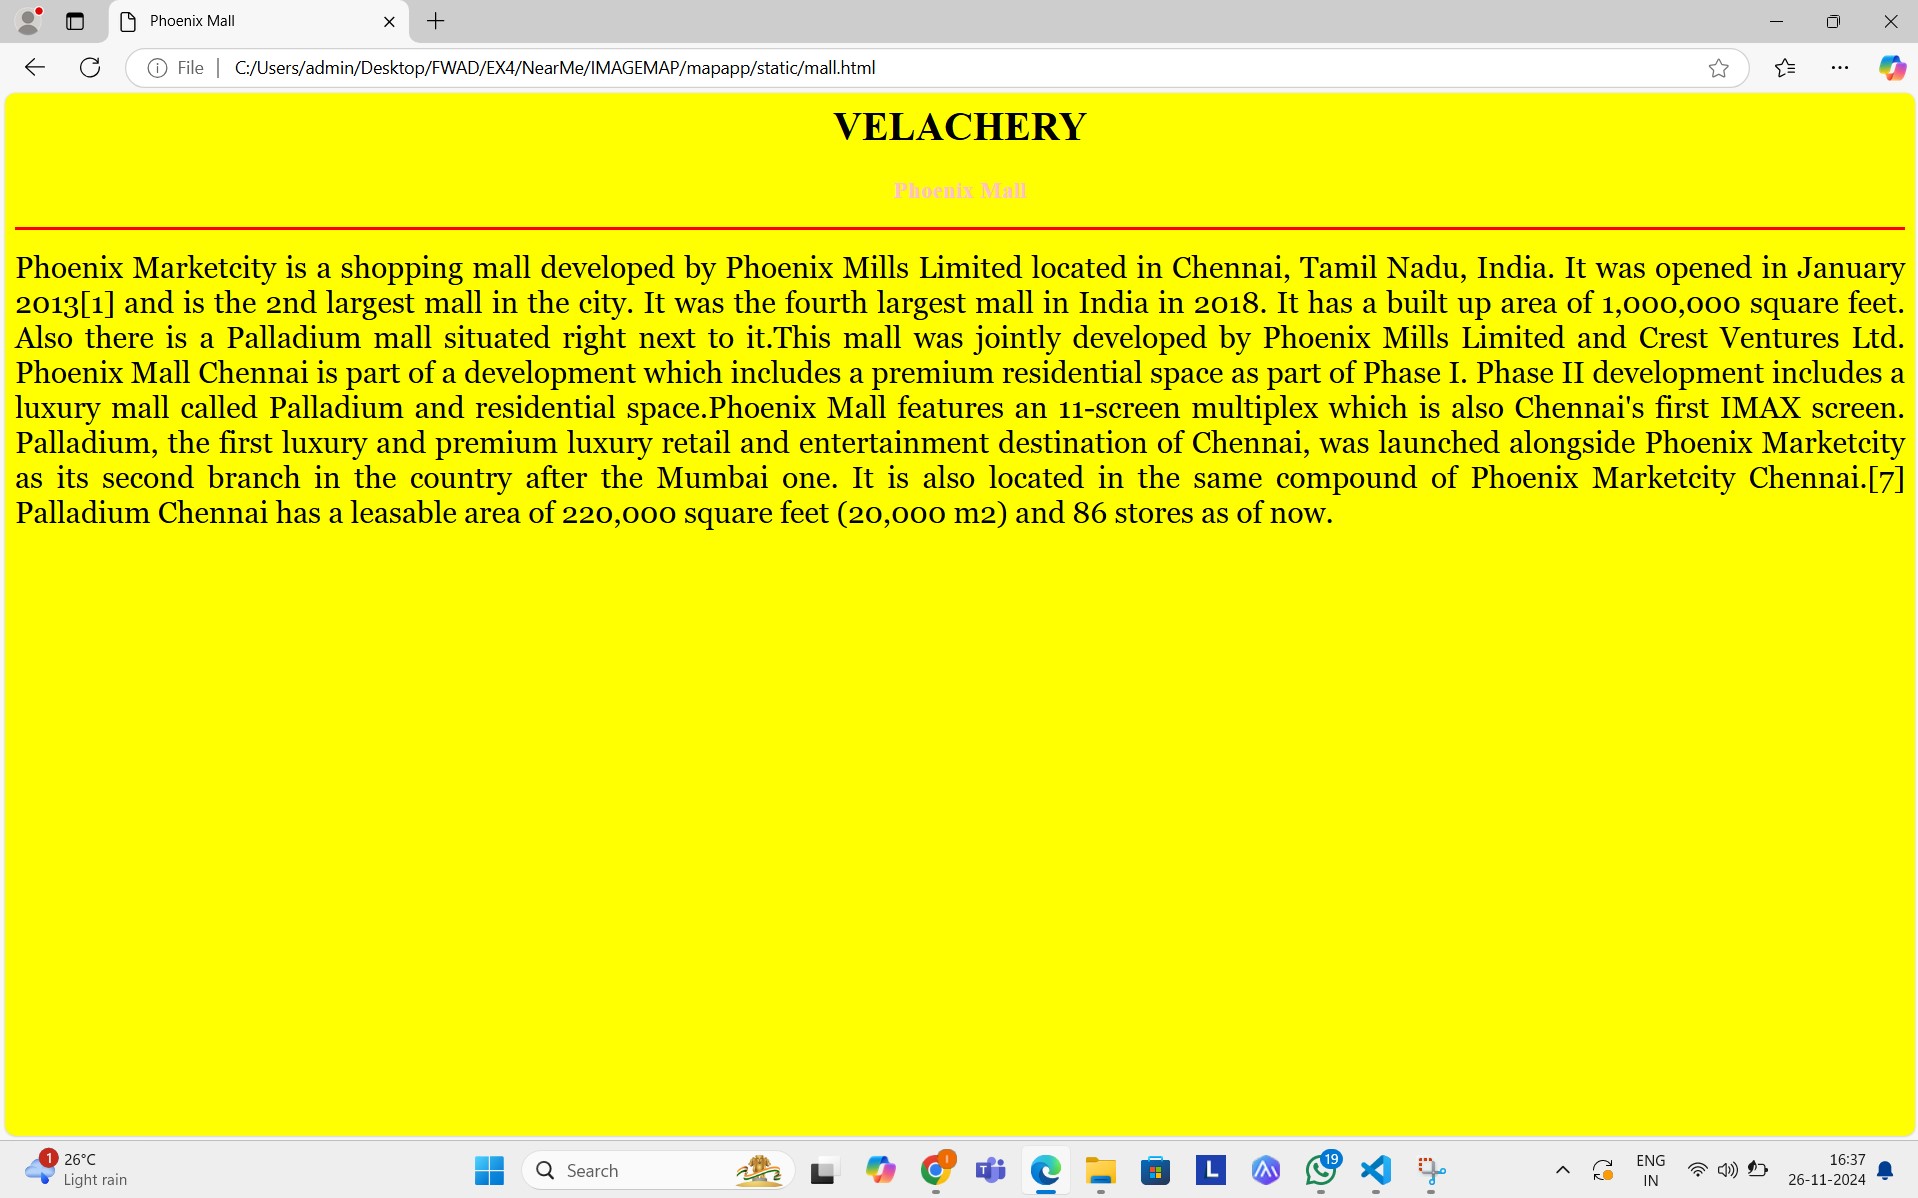 Phoenix Mall
File
C:/Users/admin/Desktop/FWAD/EX4/NearMe/IMAGEMAP/mapapp/static/mall.html
VELACHERY
Phoenix Mall
Phoenix Marketcity is a shopping mall developed by Phoenix Mills Limited located in Chennai, Tamil Nadu, India. It was opened in January
2013[1] and is the 2nd largest mall in the city. It was the fourth largest mall in India in 2018. It has a built up area of 1,000,000 square feet.
Also there is a Palladium mall situated right next to it.This mall was jointly developed by Phoenix Mills Limited and Crest Ventures Ltd.
Phoenix Mall Chennai is part of a development which includes a premium residential space as part of Phase I. Phase II development includes a
luxury mall called Palladium and residential space.Phoenix Mall features an 11-screen multiplex which is also Chennai's first IMAX screen.
Palladium, the first luxury and premium luxury retail and entertainment destination of Chennai, was launched alongside Phoenix Marketcity
as its second branch in the country after the Mumbai one. It is also located in the same compound of Phoenix Marketcity Chennai.[7]
Palladium Chennai has a leasable area of 220,000 square feet (20,000 m2) and 86 stores as of now.
1
26°C
Light rain
Search
I
L
19
ENG
IN
16:37
26-11-2024